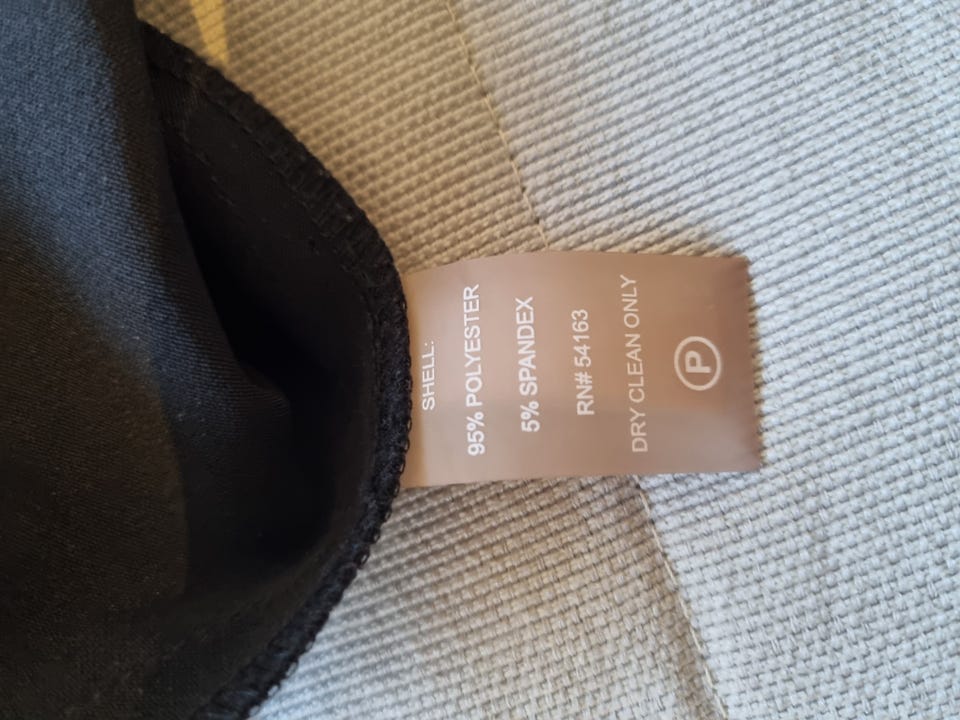 SHELL:
95% POLYESTER
5% SPANDEX
RN# 54163
DRY CLEAN ONLY
P